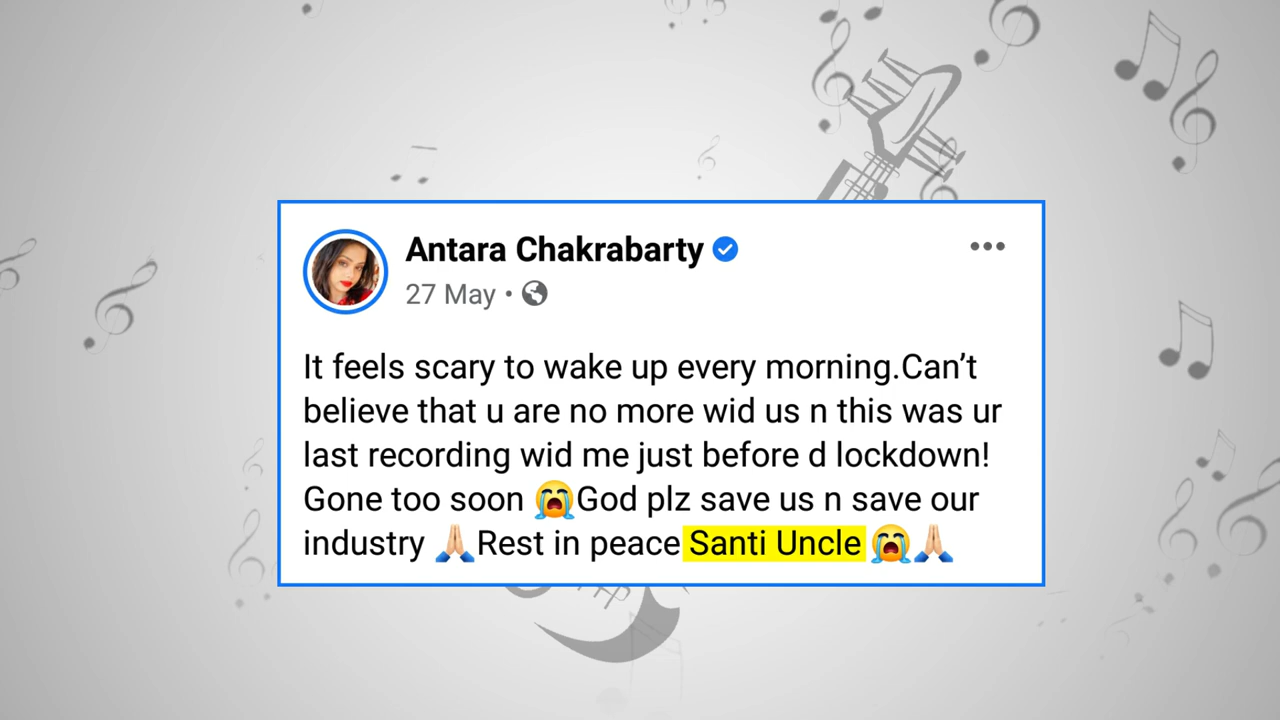 Antara Chakrabarty
27 May •
It feels scary to wake up every morning.Can’t
believe that u are no more wid us n this was ur
last recording wid me just before d lockdown!
Gone too soon 😭God plz save us n save our
industry 🙏Rest in peace Santi Uncle 😭🙏